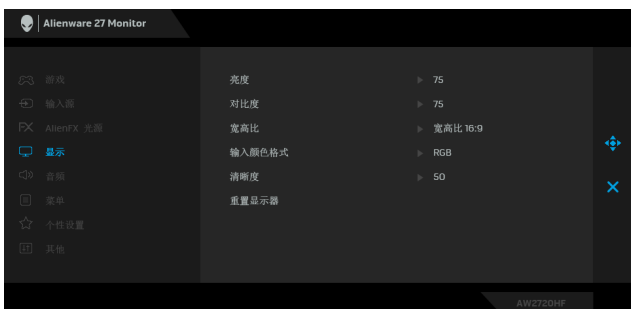 Alienware 27 Monitor
游戏
输入源
AlienFX 光照
显示
音频
菜单
个性设置
其他
亮度 75
对比度 75
宽高比 宽高比 16:9
输入颜色格式 RGB
清晰度 50
重置显示器
AW2720HF